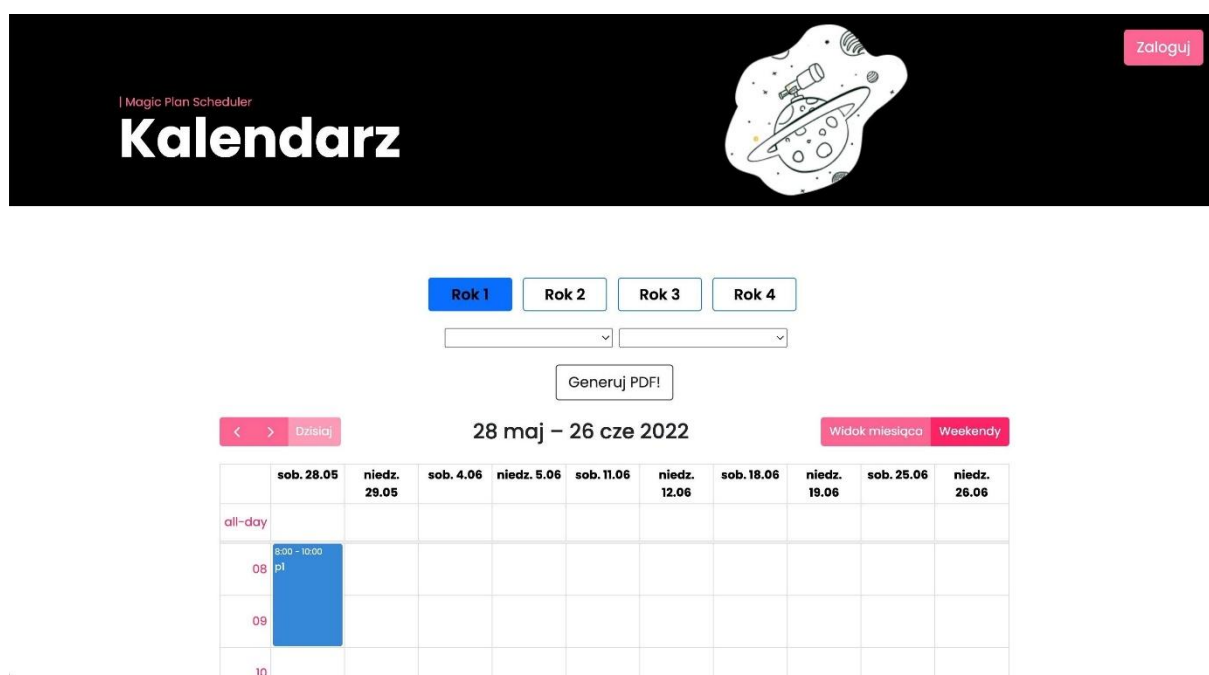 Zaloguj
| Magic Plan Scheduler
Kalendarz
Rok 1 Rok 2 Rok 3 Rok 4
Generuj PDF!
Dzisiaj 28 maj – 26 cze 2022 Widok miesiąca Weekendy
sob. 28.05 niedz. 29.05 sob. 4.06 niedz. 5.06 sob. 11.06 niedz. 12.06 sob. 18.06 niedz. 19.06 sob. 25.06 niedz. 26.06
all-day
8:00 - 10:00
08 p1
09
10